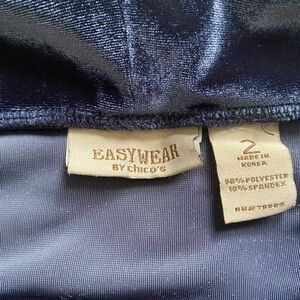 EASYWEAR
BY CHICO'S
2
MADE IN
KOREA
90% POLYESTER
10% SPANDEX